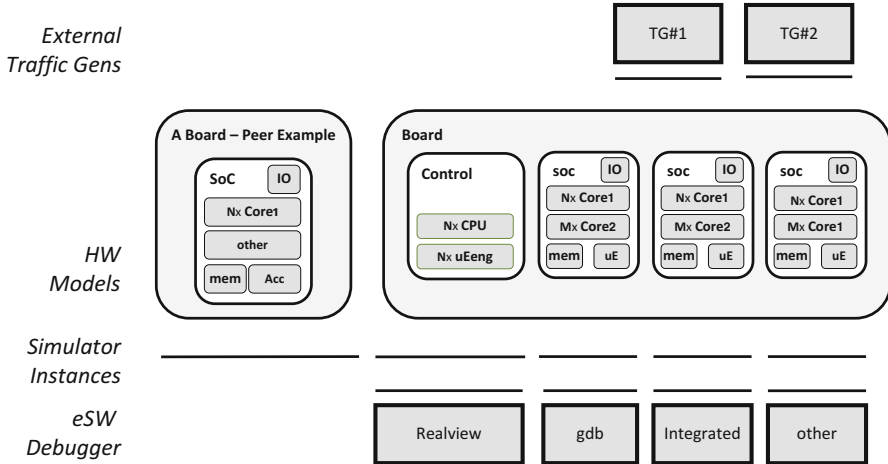 External
Traffic Gens
TG#1
TG#2
HW
Models
A Board – Peer Example
SoC
IO
Nx Core1
other
mem
Acc
Board
Control
Nx CPU
Nx uEeng
soc
IO
Nx Core1
Mx Core2
mem
uE
soc
IO
Nx Core1
Mx Core2
mem
uE
soc
IO
Nx Core1
Mx Core1
mem
uE
Simulator
Instances
eSW
Debugger
Realview
gdb
Integrated
other